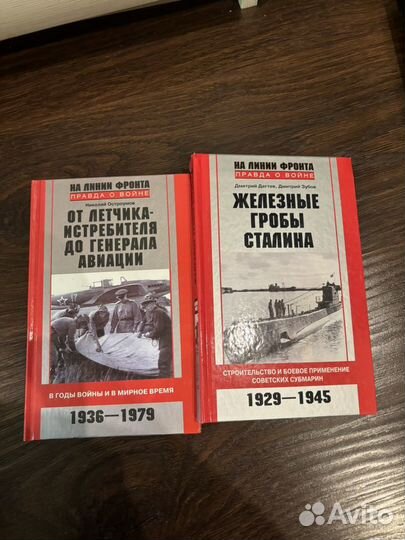 НА ЛИНИИ ФРОНТА
ПРАВДА О ВОЙНЕ
Николай Остроумов
ОТ ЛЕТЧИКА-
ИСТРЕБИТЕЛЯ
ДО ГЕНЕРАЛА
АВИАЦИИ
В ГОДЫ ВОЙНЫ И В МИРНОЕ ВРЕМЯ
1936—1979
НА ЛИНИИ ФРОНТА
ПРАВДА О ВОЙНЕ
Дмитрий Дегтев, Дмитрий Зубов
ЖЕЛЕЗНЫЕ
ГРОБЫ
СТАЛИНА
СТРОИТЕЛЬСТВО И БОЕВОЕ ПРИМЕНЕНИЕ
СОВЕТСКИХ СУБМАРИН
1929—1945
Avito